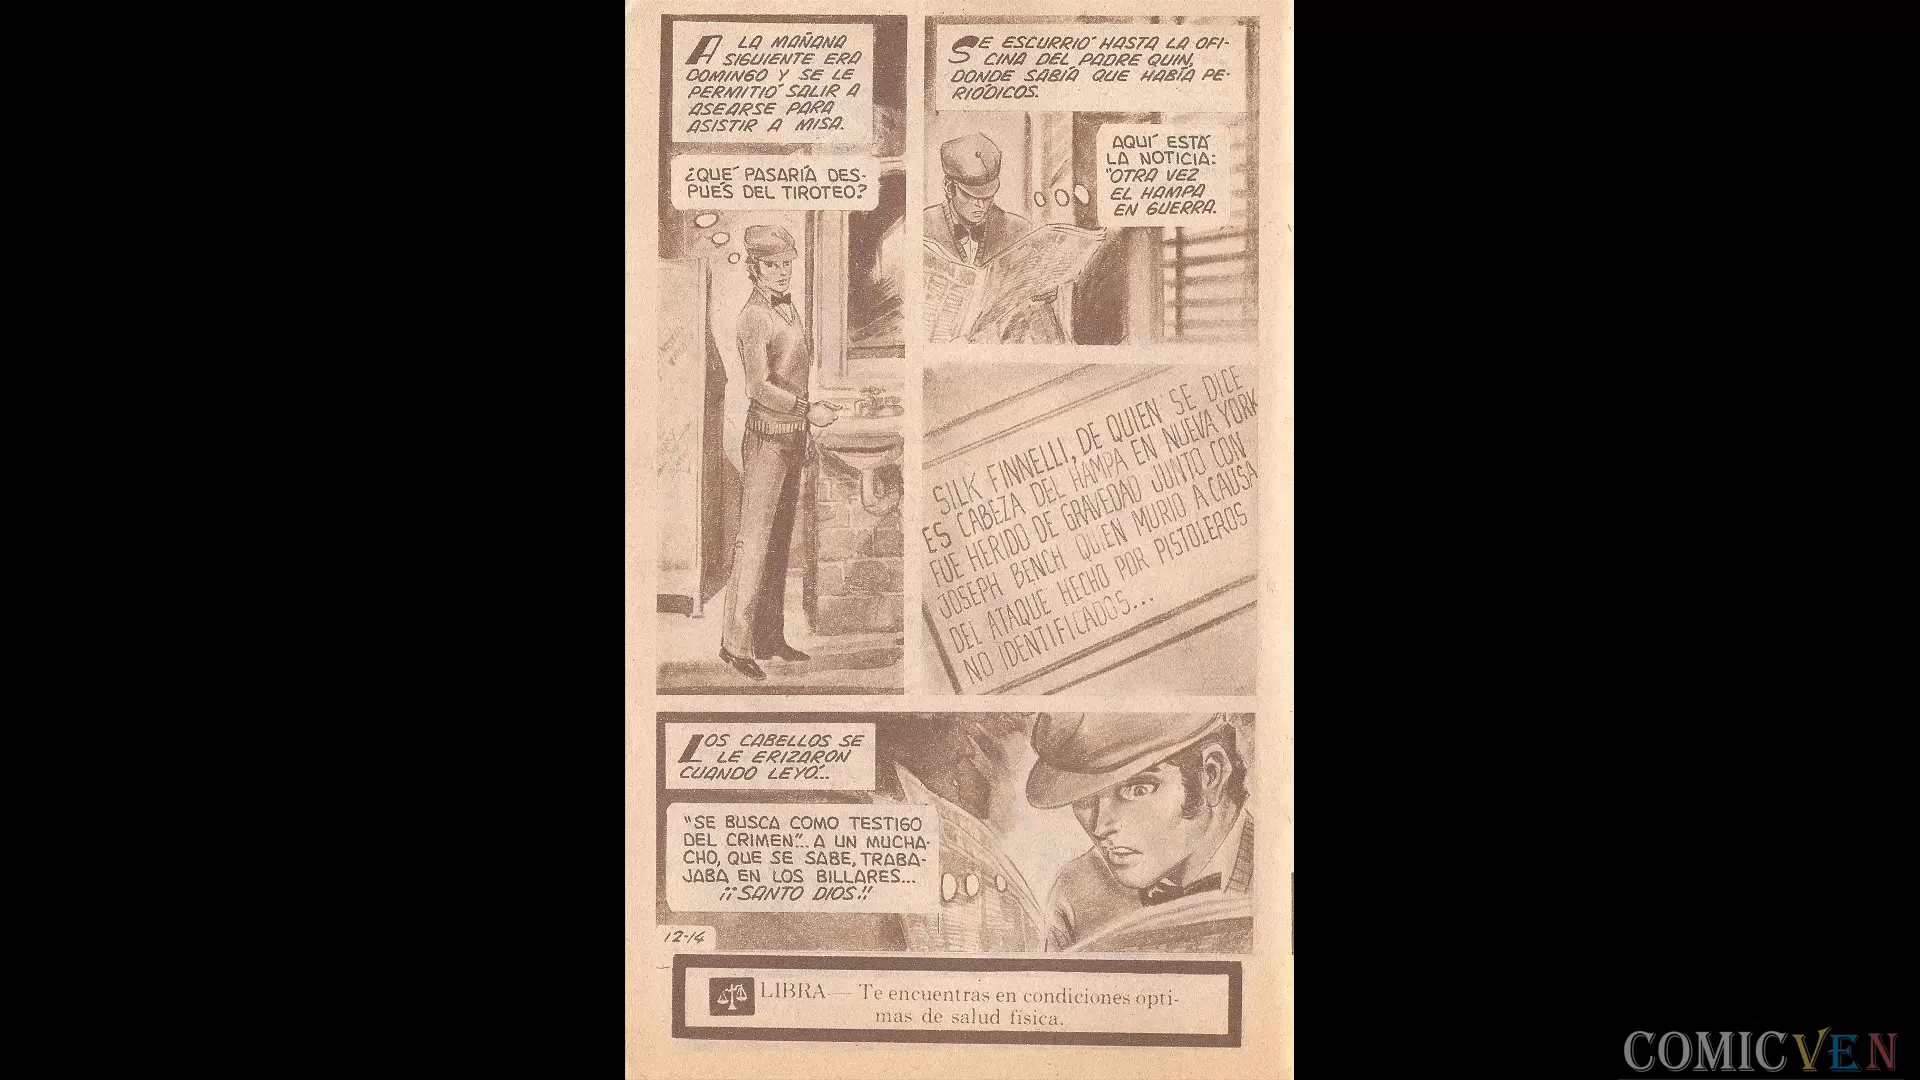 A LA MAÑANA
SIGUIENTE ERA
DOMINGO Y SE LE
PERMITIÓ SALIR A
ASEARSE PARA
ASISTIR A MISA.
¿QUÉ PASARÍA DES-
PUÉS DEL TIROTEO?
SE ESCURRIÓ HASTA LA OFI-
CINA DEL PADRE QUIN,
DONDE SABÍA QUE HABÍA PE-
RIÓDICOS.
AQUÍ ESTÁ
LA NOTICIA:
"OTRA VEZ
EL HAMPA
EN GUERRA.
SILK FINNELLI, DE QUIEN SE DICE
ES CABEZA DEL HAMPA EN NUEVA YORK
FUE HERIDO DE GRAVEDAD JUNTO CON
JOSEPH BENCH QUIEN MURIO A CAUSA
DEL ATAQUE HECHO POR PISTOLEROS
NO IDENTIFICADOS...
LOS CABELLOS SE
LE ERIZARON
CUANDO LEYÓ...
"SE BUSCA COMO TESTIGO
DEL CRIMEN"... A UN MUCHA-
CHO, QUE SE SABE, TRABA-
JABA EN LOS BILLARES...
¡¡SANTO DIOS!!
12-14
LIBRA.— Te encuentras en condiciones opti-
mas de salud física.
COMICVEN